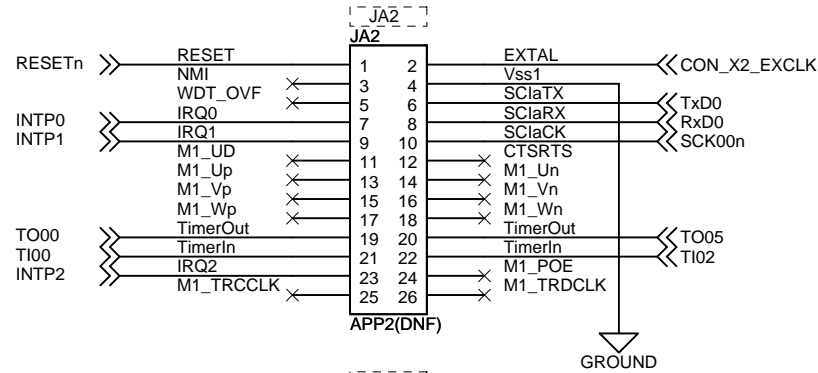 JA2
JA2
RESETn RESET 1 2 EXTAL CON_X2_EXCLK
NMI 3 4 Vss1
WDT_OVF 5 6 SCIaTX TxD0
INTP0 IRQ0 7 8 SCIaRX RxD0
INTP1 IRQ1 9 10 SCIaCK SCK00n
M1_UD 11 12 CTSRTS
M1_Up 13 14 M1_Un
M1_Vp 15 16 M1_Vn
M1_Wp 17 18 M1_Wn
TO00 TimerOut 19 20 TimerOut TO05
TI00 TimerIn 21 22 TimerIn TI02
INTP2 IRQ2 23 24 M1_POE
M1_TRCCLK 25 26 M1_TRDCLK
APP2(DNF)
GROUND